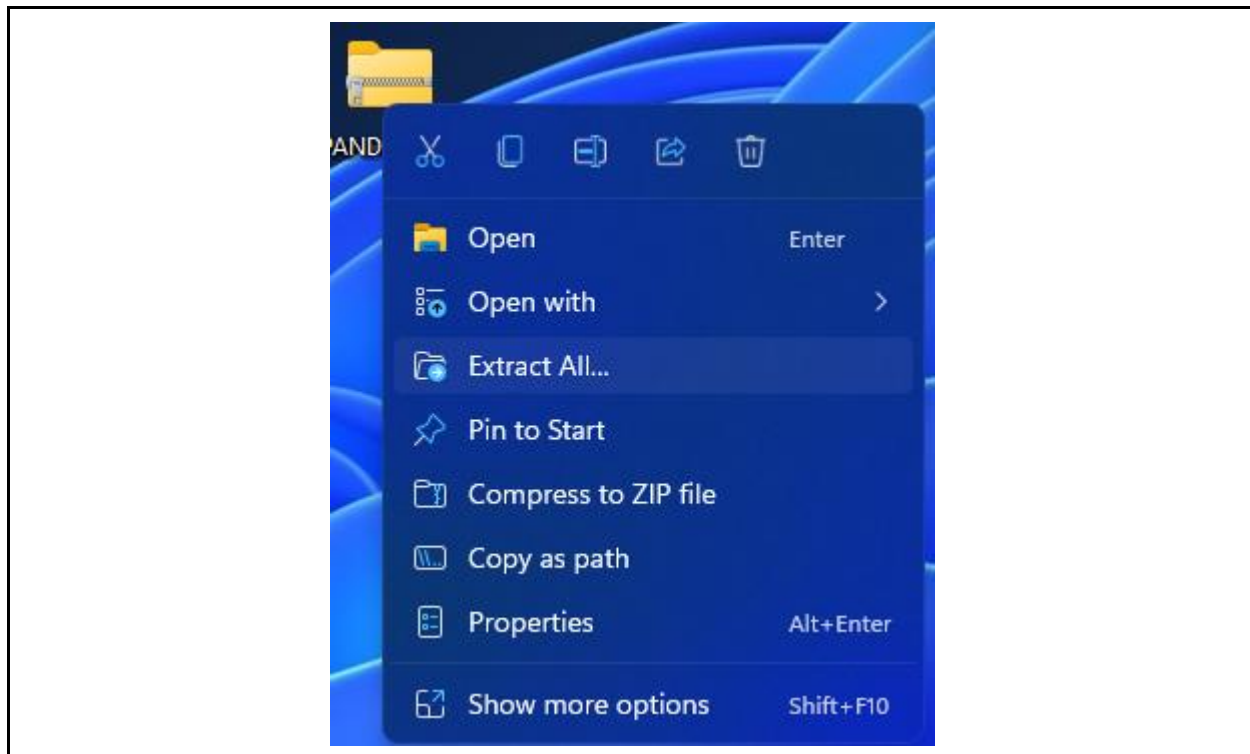 PAND
Open Enter
Open with
Extract All...
Pin to Start
Compress to ZIP file
Copy as path
Properties Alt+Enter
Show more options Shift+F10